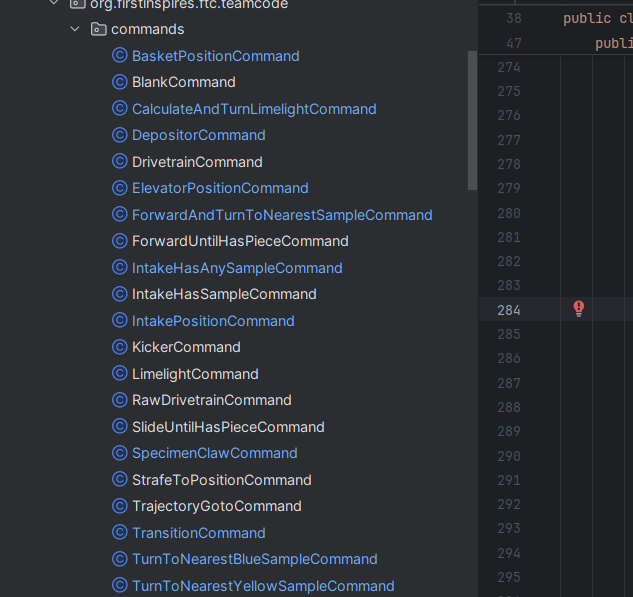 org.firstinspires.ftc.teamcode
commands
BasketPositionCommand
BlankCommand
CalculateAndTurnLimelightCommand
DepositorCommand
DrivetrainCommand
ElevatorPositionCommand
ForwardAndTurnToNearestSampleCommand
ForwardUntilHasPieceCommand
IntakeHasAnySampleCommand
IntakeHasSampleCommand
IntakePositionCommand
KickerCommand
LimelightCommand
RawDrivetrainCommand
SlideUntilHasPieceCommand
SpecimenClawCommand
StrafeToPositionCommand
TrajectoryGotoCommand
TransitionCommand
TurnToNearestBlueSampleCommand
TurnToNearestYellowSampleCommand
38 public cl
47 publi
274
275
276
277
278
279
280
281
282
283
284
285
286
287
288
289
290
291
292
293
294
295